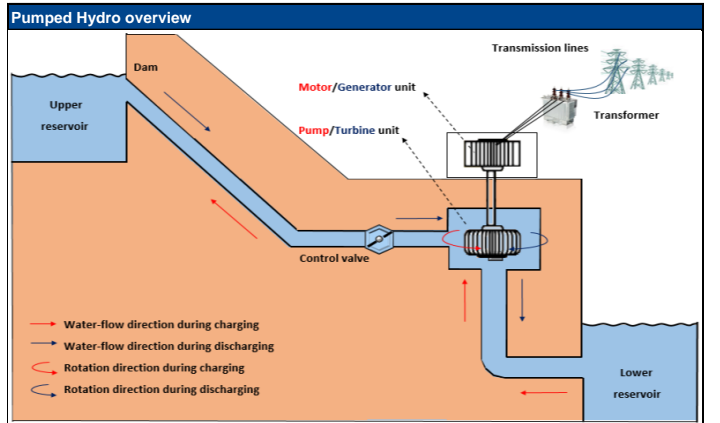 Pumped Hydro overview
Transmission lines
Dam
Motor/Generator unit
Upper
reservoir
Transformer
Pump/Turbine unit
Control valve
Water-flow direction during charging
Water-flow direction during discharging
Rotation direction during charging
Rotation direction during discharging
Lower
reservoir